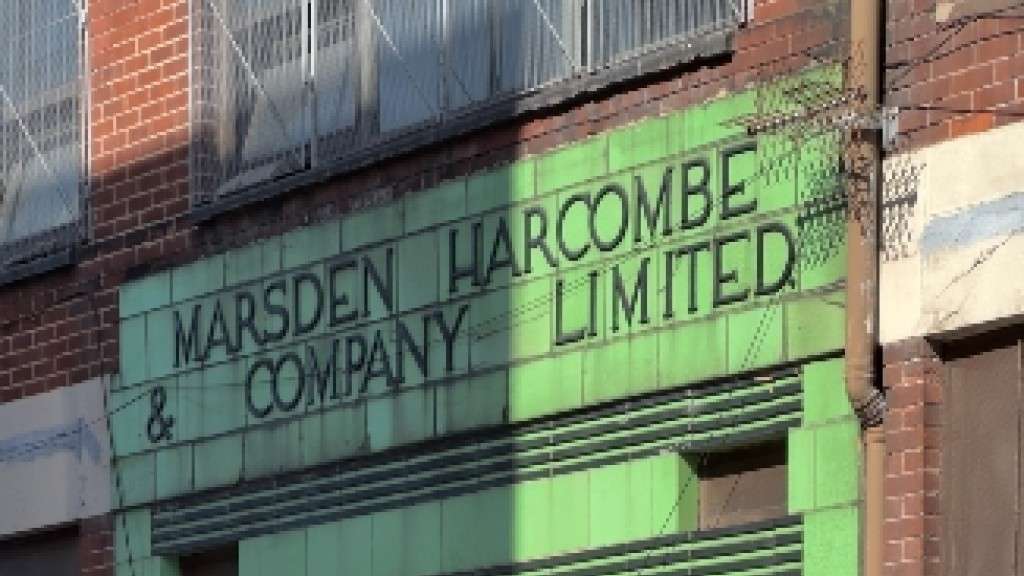 MARSDEN HARCOMBE
& COMPANY LIMITED